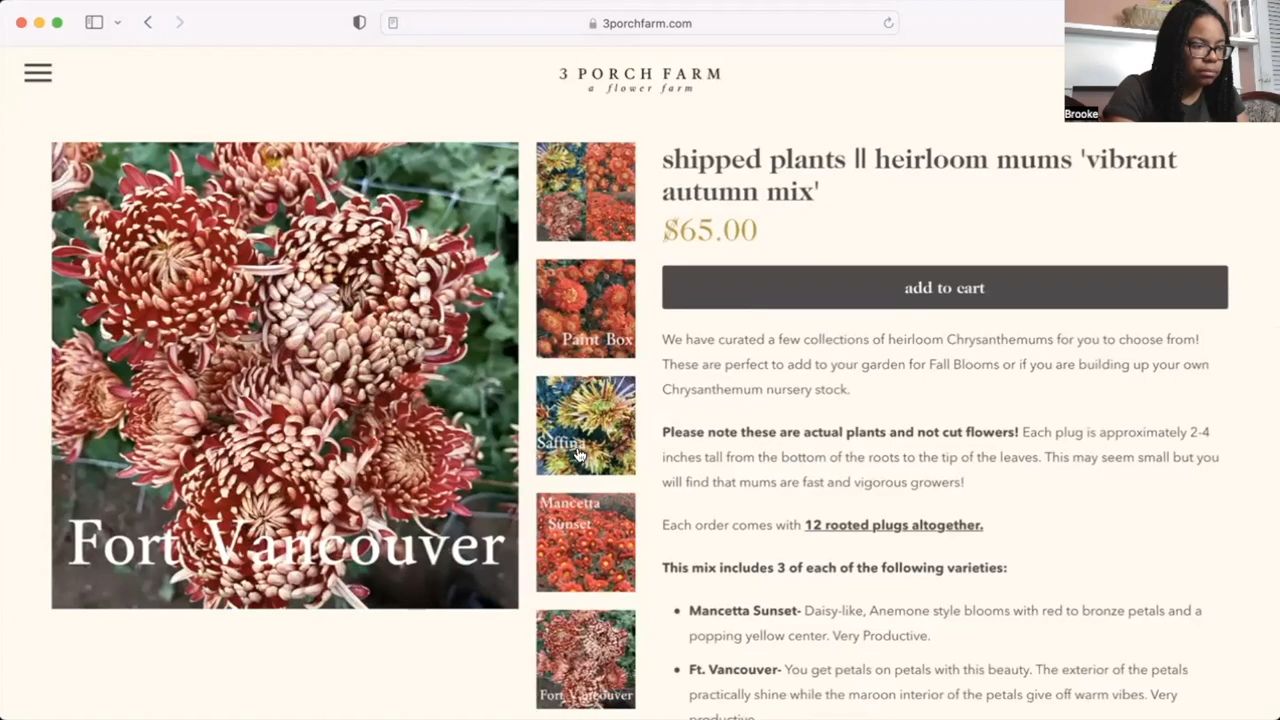 3porchfarm.com
3 PORCH FARM
a flower farm
Brooke
Fort Vancouver
Paint Box
Saffina
Mancetta
Sunset
Fort Vancouver
shipped plants || heirloom mums 'vibrant
autumn mix'
$65.00
add to cart
We have curated a few collections of heirloom Chrysanthemums for you to choose from!
These are perfect to add to your garden for Fall Blooms or if you are building up your own
Chrysanthemum nursery stock.
Please note these are actual plants and not cut flowers! Each plug is approximately 2-4
inches tall from the bottom of the roots to the tip of the leaves. This may seem small but you
will find that mums are fast and vigorous growers!
Each order comes with 12 rooted plugs altogether.
This mix includes 3 of each of the following varieties:
• Mancetta Sunset- Daisy-like, Anemone style blooms with red to bronze petals and a
popping yellow center. Very Productive.
• Ft. Vancouver- You get petals on petals with this beauty. The exterior of the petals
practically shine while the maroon interior of the petals give off warm vibes. Very
productive.